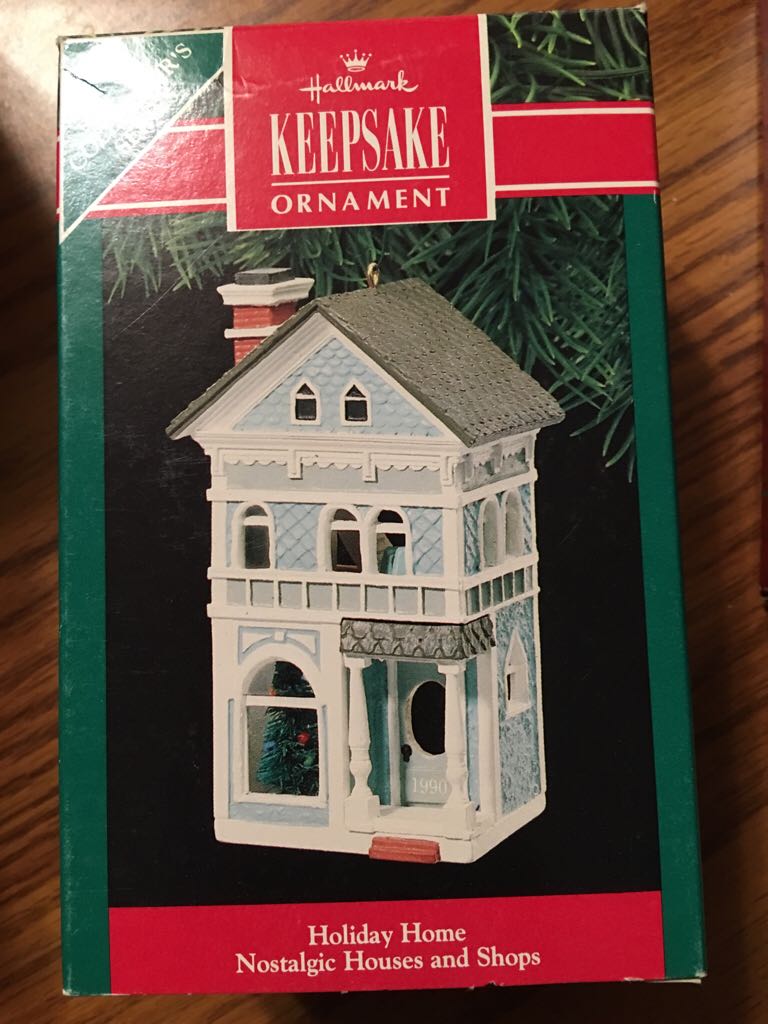 Hallmark
KEEPSAKE
ORNAMENT
1990
Holiday Home
Nostalgic Houses and Shops